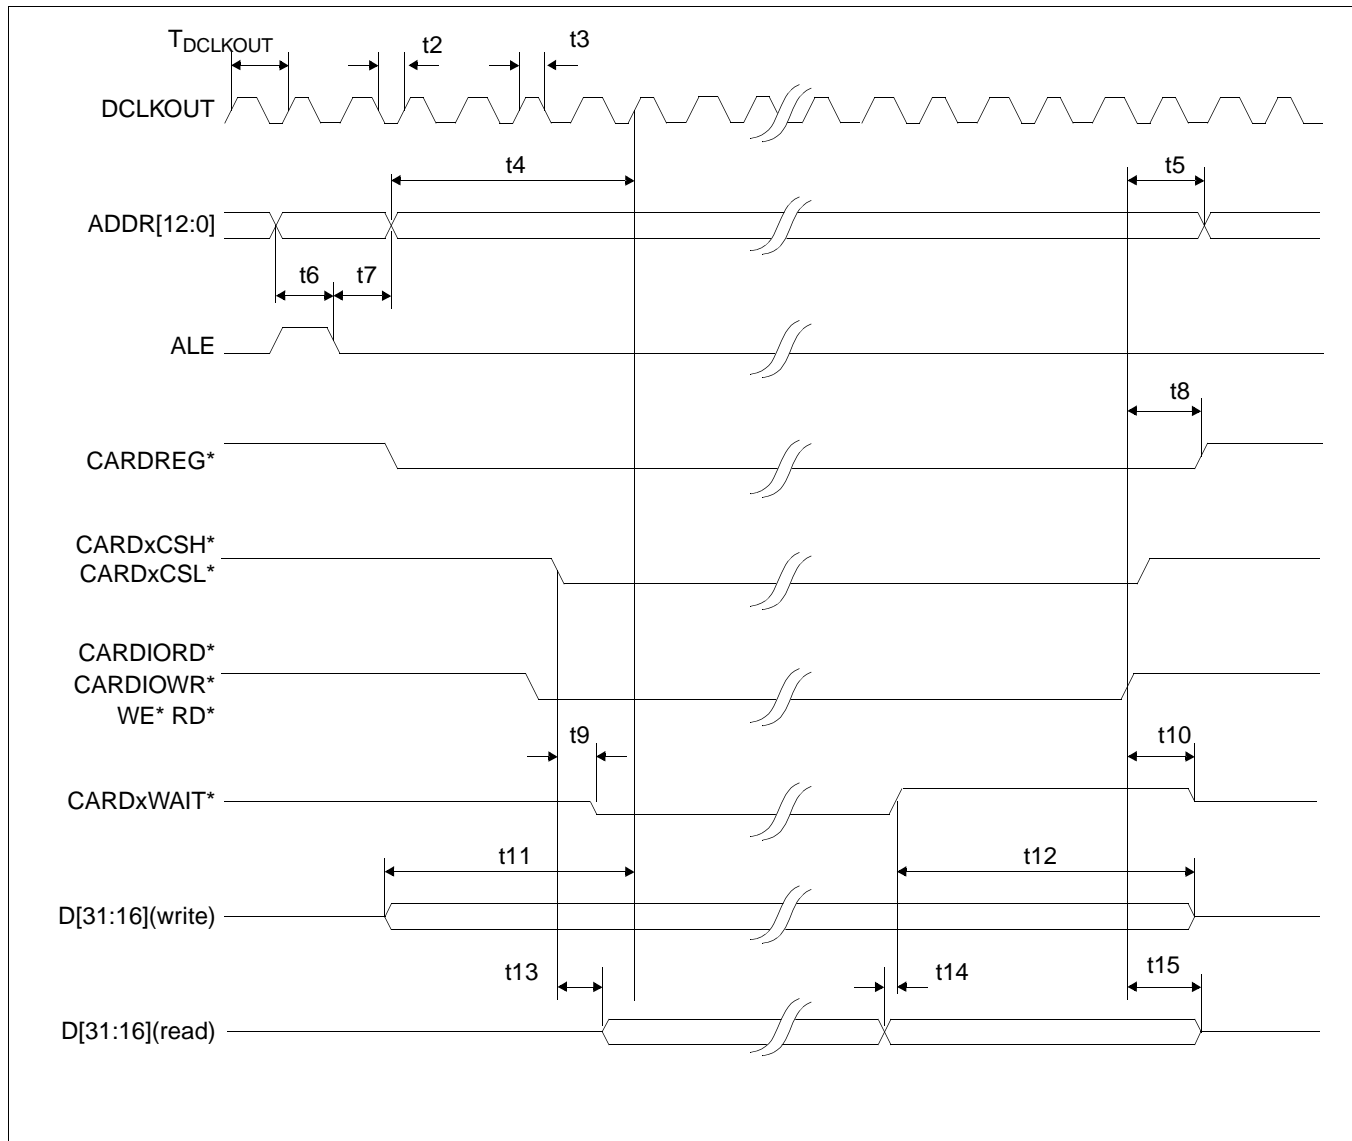 TDCLKOUT
t2
t3
DCLKOUT
t4
t5
ADDR[12:0]
t6
t7
ALE
t8
CARDREG*
CARDxCSH*
CARDxCSL*
CARDIORD*
CARDIOWR*
WE* RD*
t9
t10
CARDxWAIT*
t11
t12
D[31:16](write)
t13
t14
t15
D[31:16](read)